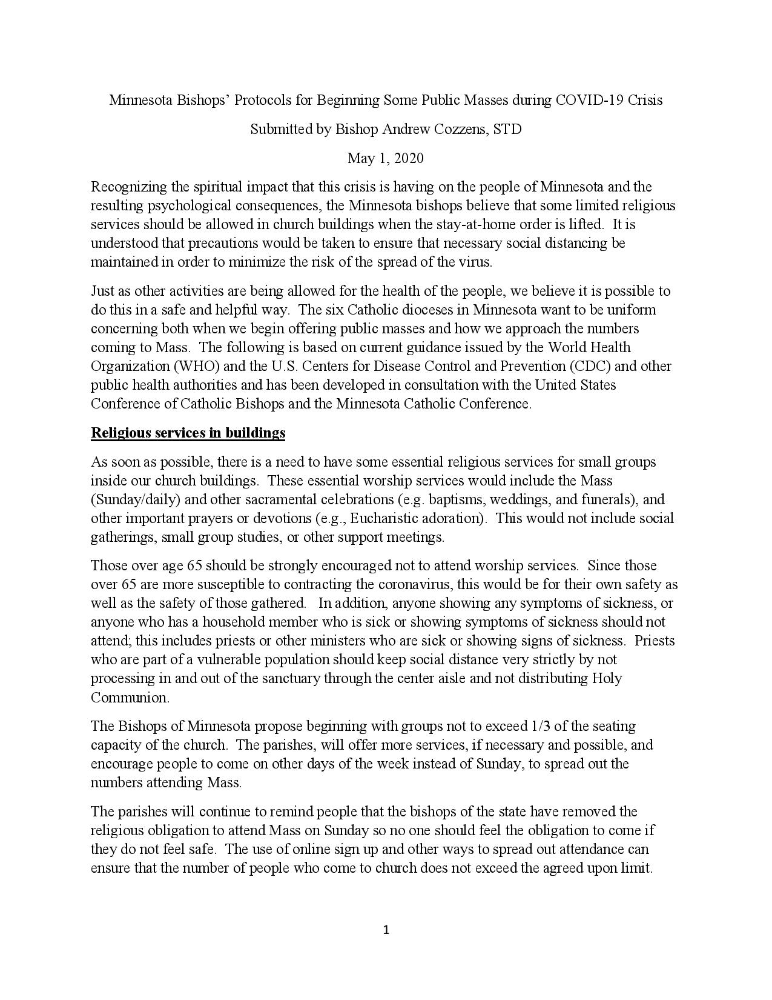 Minnesota Bishops’ Protocols for Beginning Some Public Masses during COVID-19 Crisis
Submitted by Bishop Andrew Cozzens, STD
May 1, 2020
Recognizing the spiritual impact that this crisis is having on the people of Minnesota and the
resulting psychological consequences, the Minnesota bishops believe that some limited religious
services should be allowed in church buildings when the stay-at-home order is lifted.  It is
understood that precautions would be taken to ensure that necessary social distancing be
maintained in order to minimize the risk of the spread of the virus.
Just as other activities are being allowed for the health of the people, we believe it is possible to
do this in a safe and helpful way.  The six Catholic dioceses in Minnesota want to be uniform
concerning both when we begin offering public masses and how we approach the numbers
coming to Mass.  The following is based on current guidance issued by the World Health
Organization (WHO) and the U.S. Centers for Disease Control and Prevention (CDC) and other
public health authorities and has been developed in consultation with the United States
Conference of Catholic Bishops and the Minnesota Catholic Conference.
Religious services in buildings
As soon as possible, there is a need to have some essential religious services for small groups
inside our church buildings.  These essential worship services would include the Mass
(Sunday/daily) and other sacramental celebrations (e.g. baptisms, weddings, and funerals), and
other important prayers or devotions (e.g., Eucharistic adoration).  This would not include social
gatherings, small group studies, or other support meetings.
Those over age 65 should be strongly encouraged not to attend worship services.  Since those
over 65 are more susceptible to contracting the coronavirus, this would be for their own safety as
well as the safety of those gathered.   In addition, anyone showing any symptoms of sickness, or
anyone who has a household member who is sick or showing symptoms of sickness should not
attend; this includes priests or other ministers who are sick or showing signs of sickness.  Priests
who are part of a vulnerable population should keep social distance very strictly by not
processing in and out of the sanctuary through the center aisle and not distributing Holy
Communion.
The Bishops of Minnesota propose beginning with groups not to exceed 1/3 of the seating
capacity of the church.  The parishes, will offer more services, if necessary and possible, and
encourage people to come on other days of the week instead of Sunday, to spread out the
numbers attending Mass.
The parishes will continue to remind people that the bishops of the state have removed the
religious obligation to attend Mass on Sunday so no one should feel the obligation to come if
they do not feel safe.  The use of online sign up and other ways to spread out attendance can
ensure that the number of people who come to church does not exceed the agreed upon limit.
1